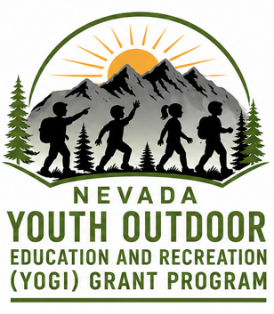 NEVADA
YOUTH OUTDOOR
EDUCATION AND RECREATION
(YOGI) GRANT PROGRAM